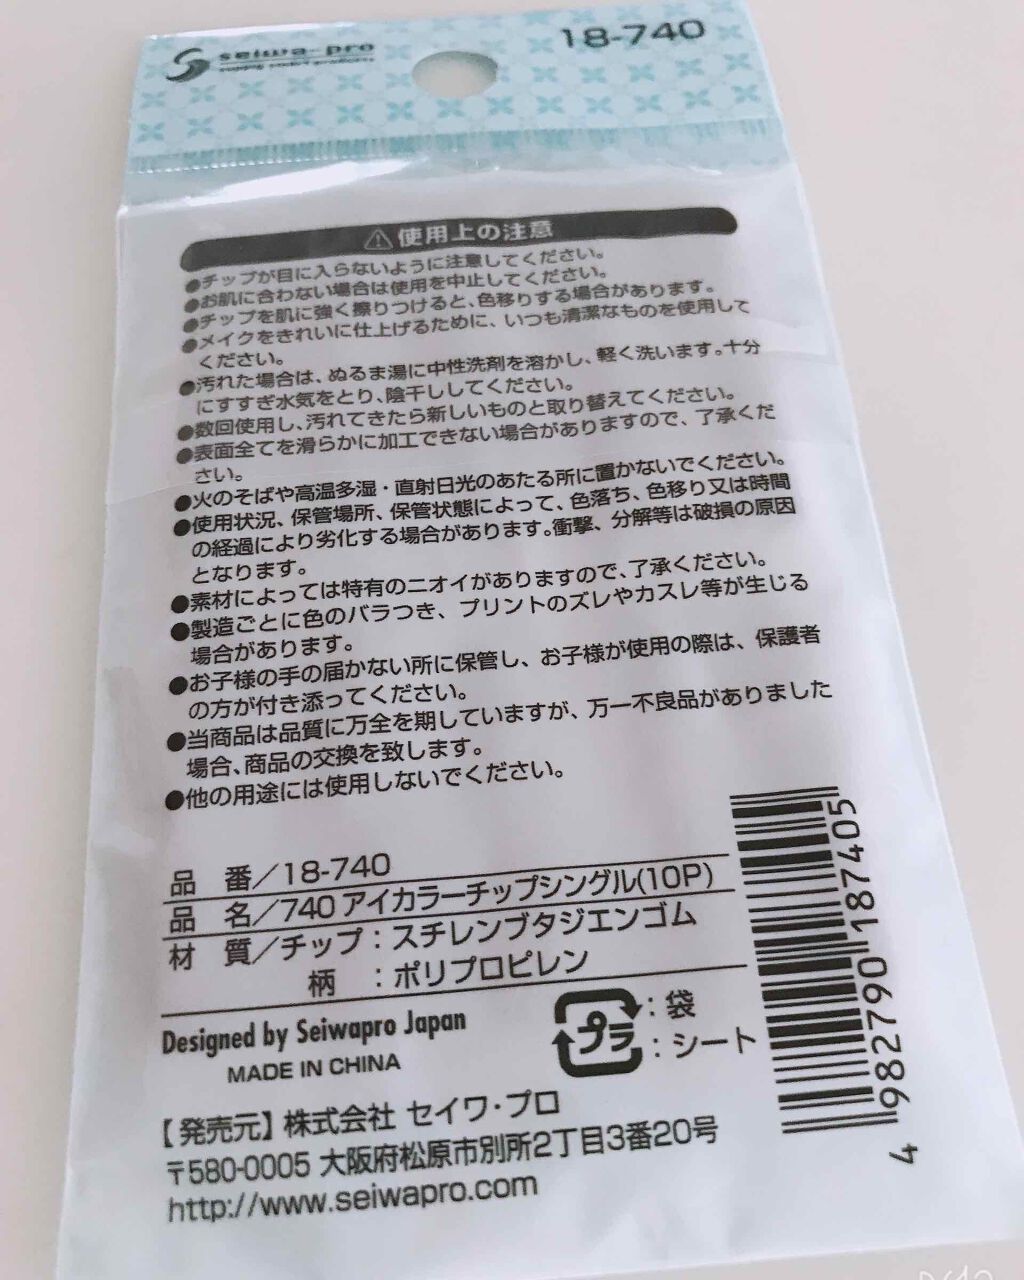 seiwa-pro
18-740
使用上の注意
●チップが目に入らないように注意してください。
●お肌に合わない場合は使用を中止してください。
●チップを肌に強く擦りつけると、色移りする場合があります。
●メイクをきれいに仕上げるために、いつも清潔なものを使用して
ください。
●汚れた場合は、ぬるま湯に中性洗剤を溶かし、軽く洗います。十分
にすすぎ水気をとり、陰干ししてください。
●数回使用し、汚れてきたら新しいものと取り替えてください。
●表面全てを滑らかに加工できない場合がありますので、了承くだ
さい。
●火のそばや高温多湿・直射日光のあたる所に置かないでください。
●使用状況、保管場所、保管状態によって、色落ち、色移り又は時間
の経過により劣化する場合があります。衝撃、分解等は破損の原因
となります。
●素材によっては特有のニオイがありますので、了承ください。
●製造ごとに色のバラつき、プリントのズレやカスレ等が生じる
場合があります。
●お子様の手の届かない所に保管し、お子様が使用の際は、保護者
の方が付き添ってください。
●当商品は品質に万全を期していますが、万一不良品がありました
場合、商品の交換を致します。
●他の用途には使用しないでください。
品 番/18-740
品 名/740 アイカラーチップシングル(10P)
材 質/チップ:スチレンブタジエンゴム
柄 :ポリプロピレン
Designed by Seiwapro Japan
MADE IN CHINA
プラ
:袋
:シート
【発売元】株式会社 セイワ・プロ
〒580-0005 大阪府松原市別所2丁目3番20号
http://www.seiwapro.com
4 982790 187405